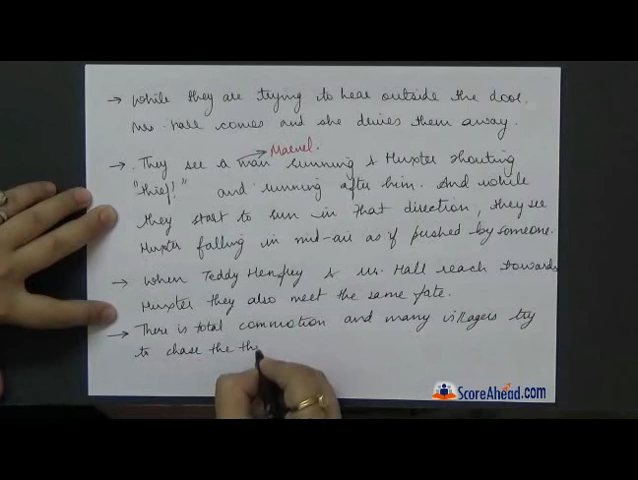 → While they are trying to hear outside the door.
Mrs. Hall comes and she drives them away.
Marvel.
→ . They see a man running & Huxter shouting
"thief!" and running after him. And while
they start to run in that direction, they see
Huxter falling in mid-air as if pushed by someone.
→ When Teddy Henfrey & Mr. Hall reach towards
Huxter they also meet the same fate.
→ There is total commotion and many villagers try
to chase the th
ScoreAhead.com